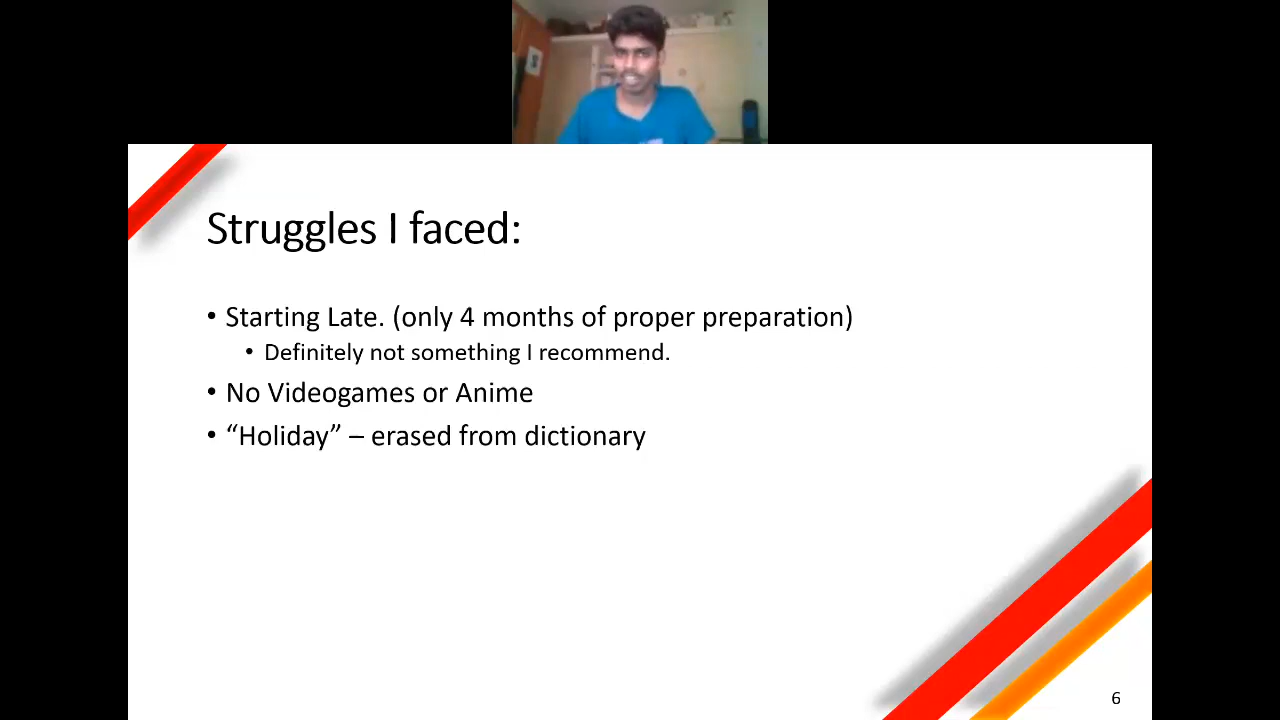 Struggles I faced:
• Starting Late. (only 4 months of proper preparation)
• Definitely not something I recommend.
• No Videogames or Anime
• “Holiday” – erased from dictionary
6